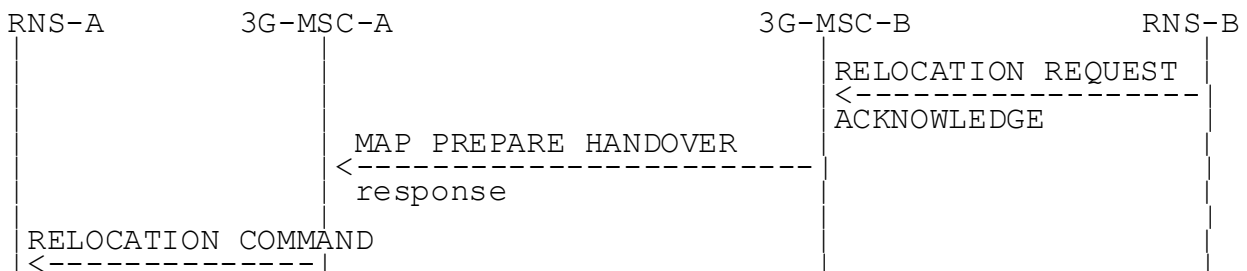 RNS-A 3G-MSC-A 3G-MSC-B RNS-B
RELOCATION REQUEST
ACKNOWLEDGE
MAP PREPARE HANDOVER
response
RELOCATION COMMAND